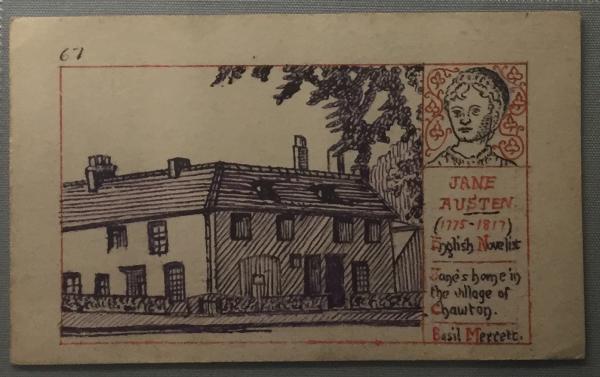 67
JANE
AUSTEN.
(1775-1817)
English Novelist
Jane's home in
the village of
Chawton.
Basil Merrett.